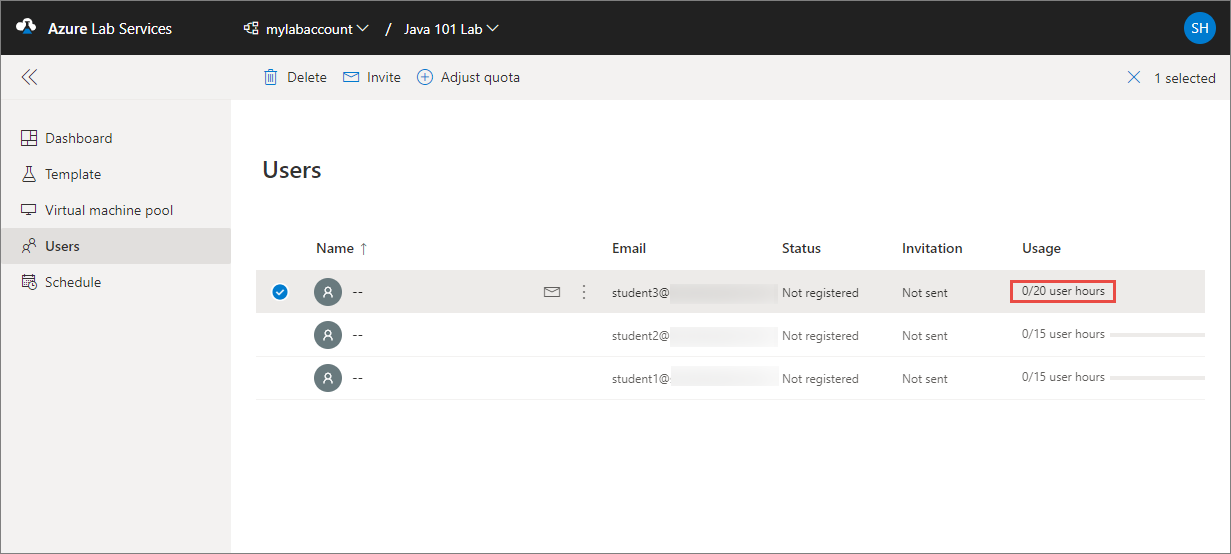 Azure Lab Services mylabaccount / Java 101 Lab SH
Delete Invite Adjust quota 1 selected
Dashboard
Template
Virtual machine pool
Users
Schedule
Users
Name ↑ Email Status Invitation Usage
-- student3@ Not registered Not sent 0/20 user hours
-- student2@ Not registered Not sent 0/15 user hours
-- student1@ Not registered Not sent 0/15 user hours